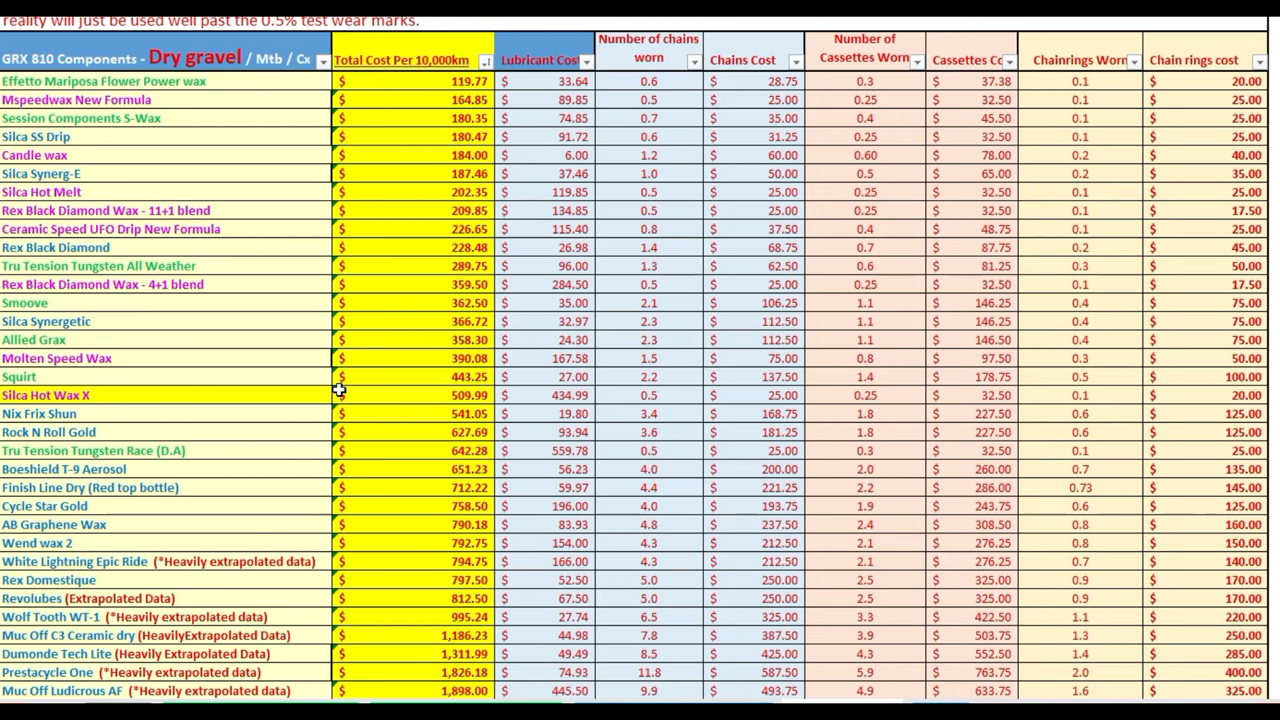 reality will just be used well past the 0.5% test wear marks.
GRX 810 Components - Dry gravel / Mtb / Cx Total Cost Per 10,000km Lubricant Cos Number of chains worn Chains Cost Number of Cassettes Worn Cassettes Co Chainrings Worn Chain rings cost
Effetto Mariposa Flower Power wax $ 119.77 $ 33.64 0.6 $ 28.75 0.3 $ 37.38 0.1 $ 20.00
Mspeedwax New Formula $ 164.85 $ 89.85 0.5 $ 25.00 0.25 $ 32.50 0.1 $ 25.00
Session Components S-Wax $ 180.35 $ 74.85 0.7 $ 35.00 0.4 $ 45.50 0.1 $ 25.00
Silca SS Drip $ 180.47 $ 91.72 0.6 $ 31.25 0.25 $ 32.50 0.1 $ 25.00
Candle wax $ 184.00 $ 6.00 1.2 $ 60.00 0.60 $ 78.00 0.2 $ 40.00
Silca Synerg-E $ 187.46 $ 37.46 1.0 $ 50.00 0.5 $ 65.00 0.2 $ 35.00
Silca Hot Melt $ 202.35 $ 119.85 0.5 $ 25.00 0.25 $ 32.50 0.1 $ 25.00
Rex Black Diamond Wax - 11+1 blend $ 209.85 $ 134.85 0.5 $ 25.00 0.25 $ 32.50 0.1 $ 17.50
Ceramic Speed UFO Drip New Formula $ 226.65 $ 115.40 0.8 $ 37.50 0.4 $ 48.75 0.1 $ 25.00
Rex Black Diamond $ 228.48 $ 26.98 1.4 $ 68.75 0.7 $ 87.75 0.2 $ 45.00
Tru Tension Tungsten All Weather $ 289.75 $ 96.00 1.3 $ 62.50 0.6 $ 81.25 0.3 $ 50.00
Rex Black Diamond Wax - 4+1 blend $ 359.50 $ 284.50 0.5 $ 25.00 0.25 $ 32.50 0.1 $ 17.50
Smoove $ 362.50 $ 35.00 2.1 $ 106.25 1.1 $ 146.25 0.4 $ 75.00
Silca Synergetic $ 366.72 $ 32.97 2.3 $ 112.50 1.1 $ 146.25 0.4 $ 75.00
Allied Grax $ 358.30 $ 24.30 2.3 $ 112.50 1.1 $ 146.50 0.4 $ 75.00
Molten Speed Wax $ 390.08 $ 167.58 1.5 $ 75.00 0.8 $ 97.50 0.3 $ 50.00
Squirt $ 443.25 $ 27.00 2.2 $ 137.50 1.4 $ 178.75 0.5 $ 100.00
Silca Hot Wax X $ 509.99 $ 434.99 0.5 $ 25.00 0.25 $ 32.50 0.1 $ 20.00
Nix Frix Shun $ 541.05 $ 19.80 3.4 $ 168.75 1.8 $ 227.50 0.6 $ 125.00
Rock N Roll Gold $ 627.69 $ 93.94 3.6 $ 181.25 1.8 $ 227.50 0.6 $ 125.00
Tru Tension Tungsten Race (D.A) $ 642.28 $ 559.78 0.5 $ 25.00 0.3 $ 32.50 0.1 $ 25.00
Boeshield T-9 Aerosol $ 651.23 $ 56.23 4.0 $ 200.00 2.0 $ 260.00 0.7 $ 135.00
Finish Line Dry (Red top bottle) $ 712.22 $ 59.97 4.4 $ 221.25 2.2 $ 286.00 0.73 $ 145.00
Cycle Star Gold $ 758.50 $ 196.00 4.0 $ 193.75 1.9 $ 243.75 0.6 $ 125.00
AB Graphene Wax $ 790.18 $ 83.93 4.8 $ 237.50 2.4 $ 308.50 0.8 $ 160.00
Wend wax 2 $ 792.75 $ 154.00 4.3 $ 212.50 2.1 $ 276.25 0.8 $ 150.00
White Lightning Epic Ride (*Heavily extrapolated data) $ 794.75 $ 166.00 4.3 $ 212.50 2.1 $ 276.25 0.7 $ 140.00
Rex Domestique $ 797.50 $ 52.50 5.0 $ 250.00 2.5 $ 325.00 0.9 $ 170.00
Revolubes (Extrapolated Data) $ 812.50 $ 67.50 5.0 $ 250.00 2.5 $ 325.00 0.9 $ 170.00
Wolf Tooth WT-1 (*Heavily extrapolated data) $ 995.24 $ 27.74 6.5 $ 325.00 3.3 $ 422.50 1.1 $ 220.00
Muc Off C3 Ceramic dry (HeavilyExtrapolated Data) $ 1,186.23 $ 44.98 7.8 $ 387.50 3.9 $ 503.75 1.3 $ 250.00
Dumonde Tech Lite (Heavily Extrapolated Data) $ 1,311.99 $ 49.49 8.5 $ 425.00 4.3 $ 552.50 1.4 $ 285.00
Prestacycle One (*Heavily extrapolated data) $ 1,826.18 $ 74.93 11.8 $ 587.50 5.9 $ 763.75 2.0 $ 400.00
Muc Off Ludicrous AF (*Heavily extrapolated data) $ 1,898.00 $ 445.50 9.9 $ 493.75 4.9 $ 633.75 1.6 $ 325.00